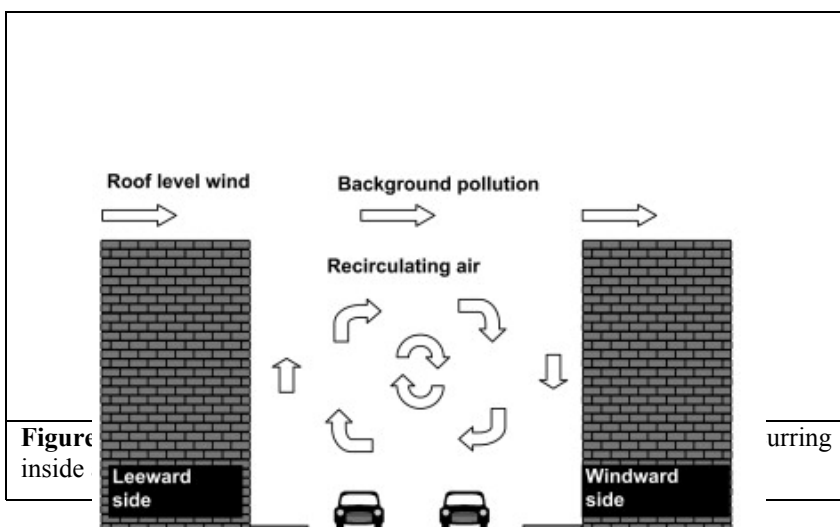 Roof level wind
Background pollution
Recirculating air
Figure
urring
inside
Leeward
side
Windward
side